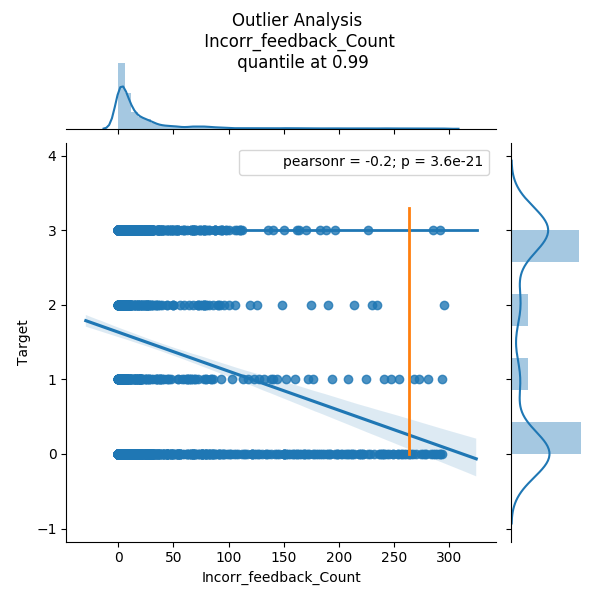 Outlier Analysis
Incorr_feedback_Count
quantile at 0.99
pearsonr = -0.2; p = 3.6e-21
4
3
2
1
0
−1
Target
0
50
100
150
200
250
300
Incorr_feedback_Count